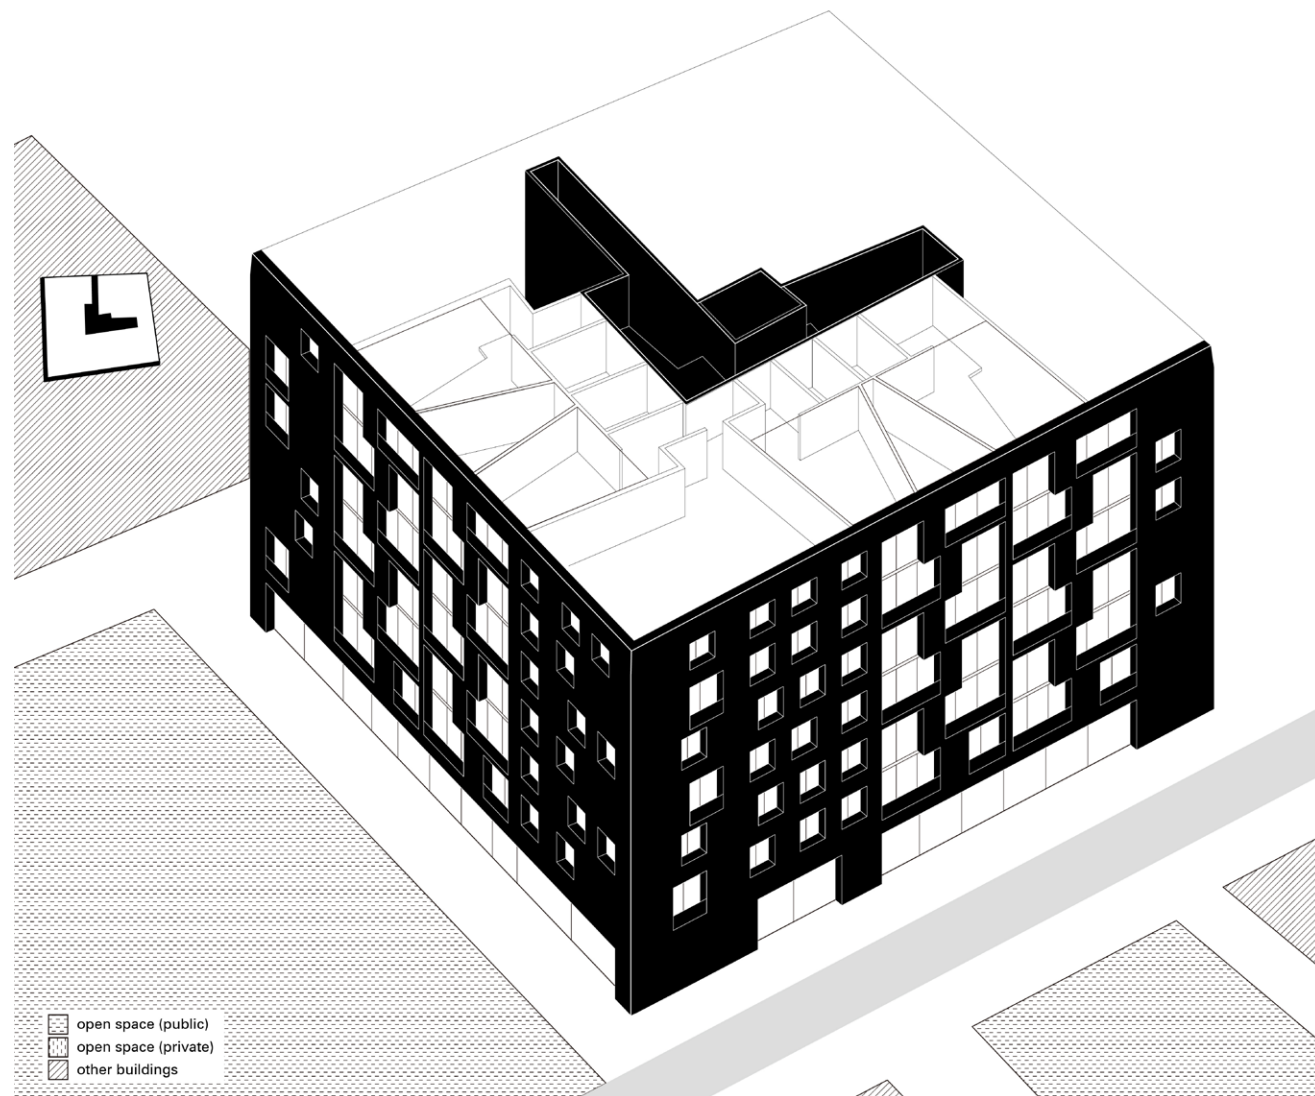 open space (public)
open space (private)
other buildings